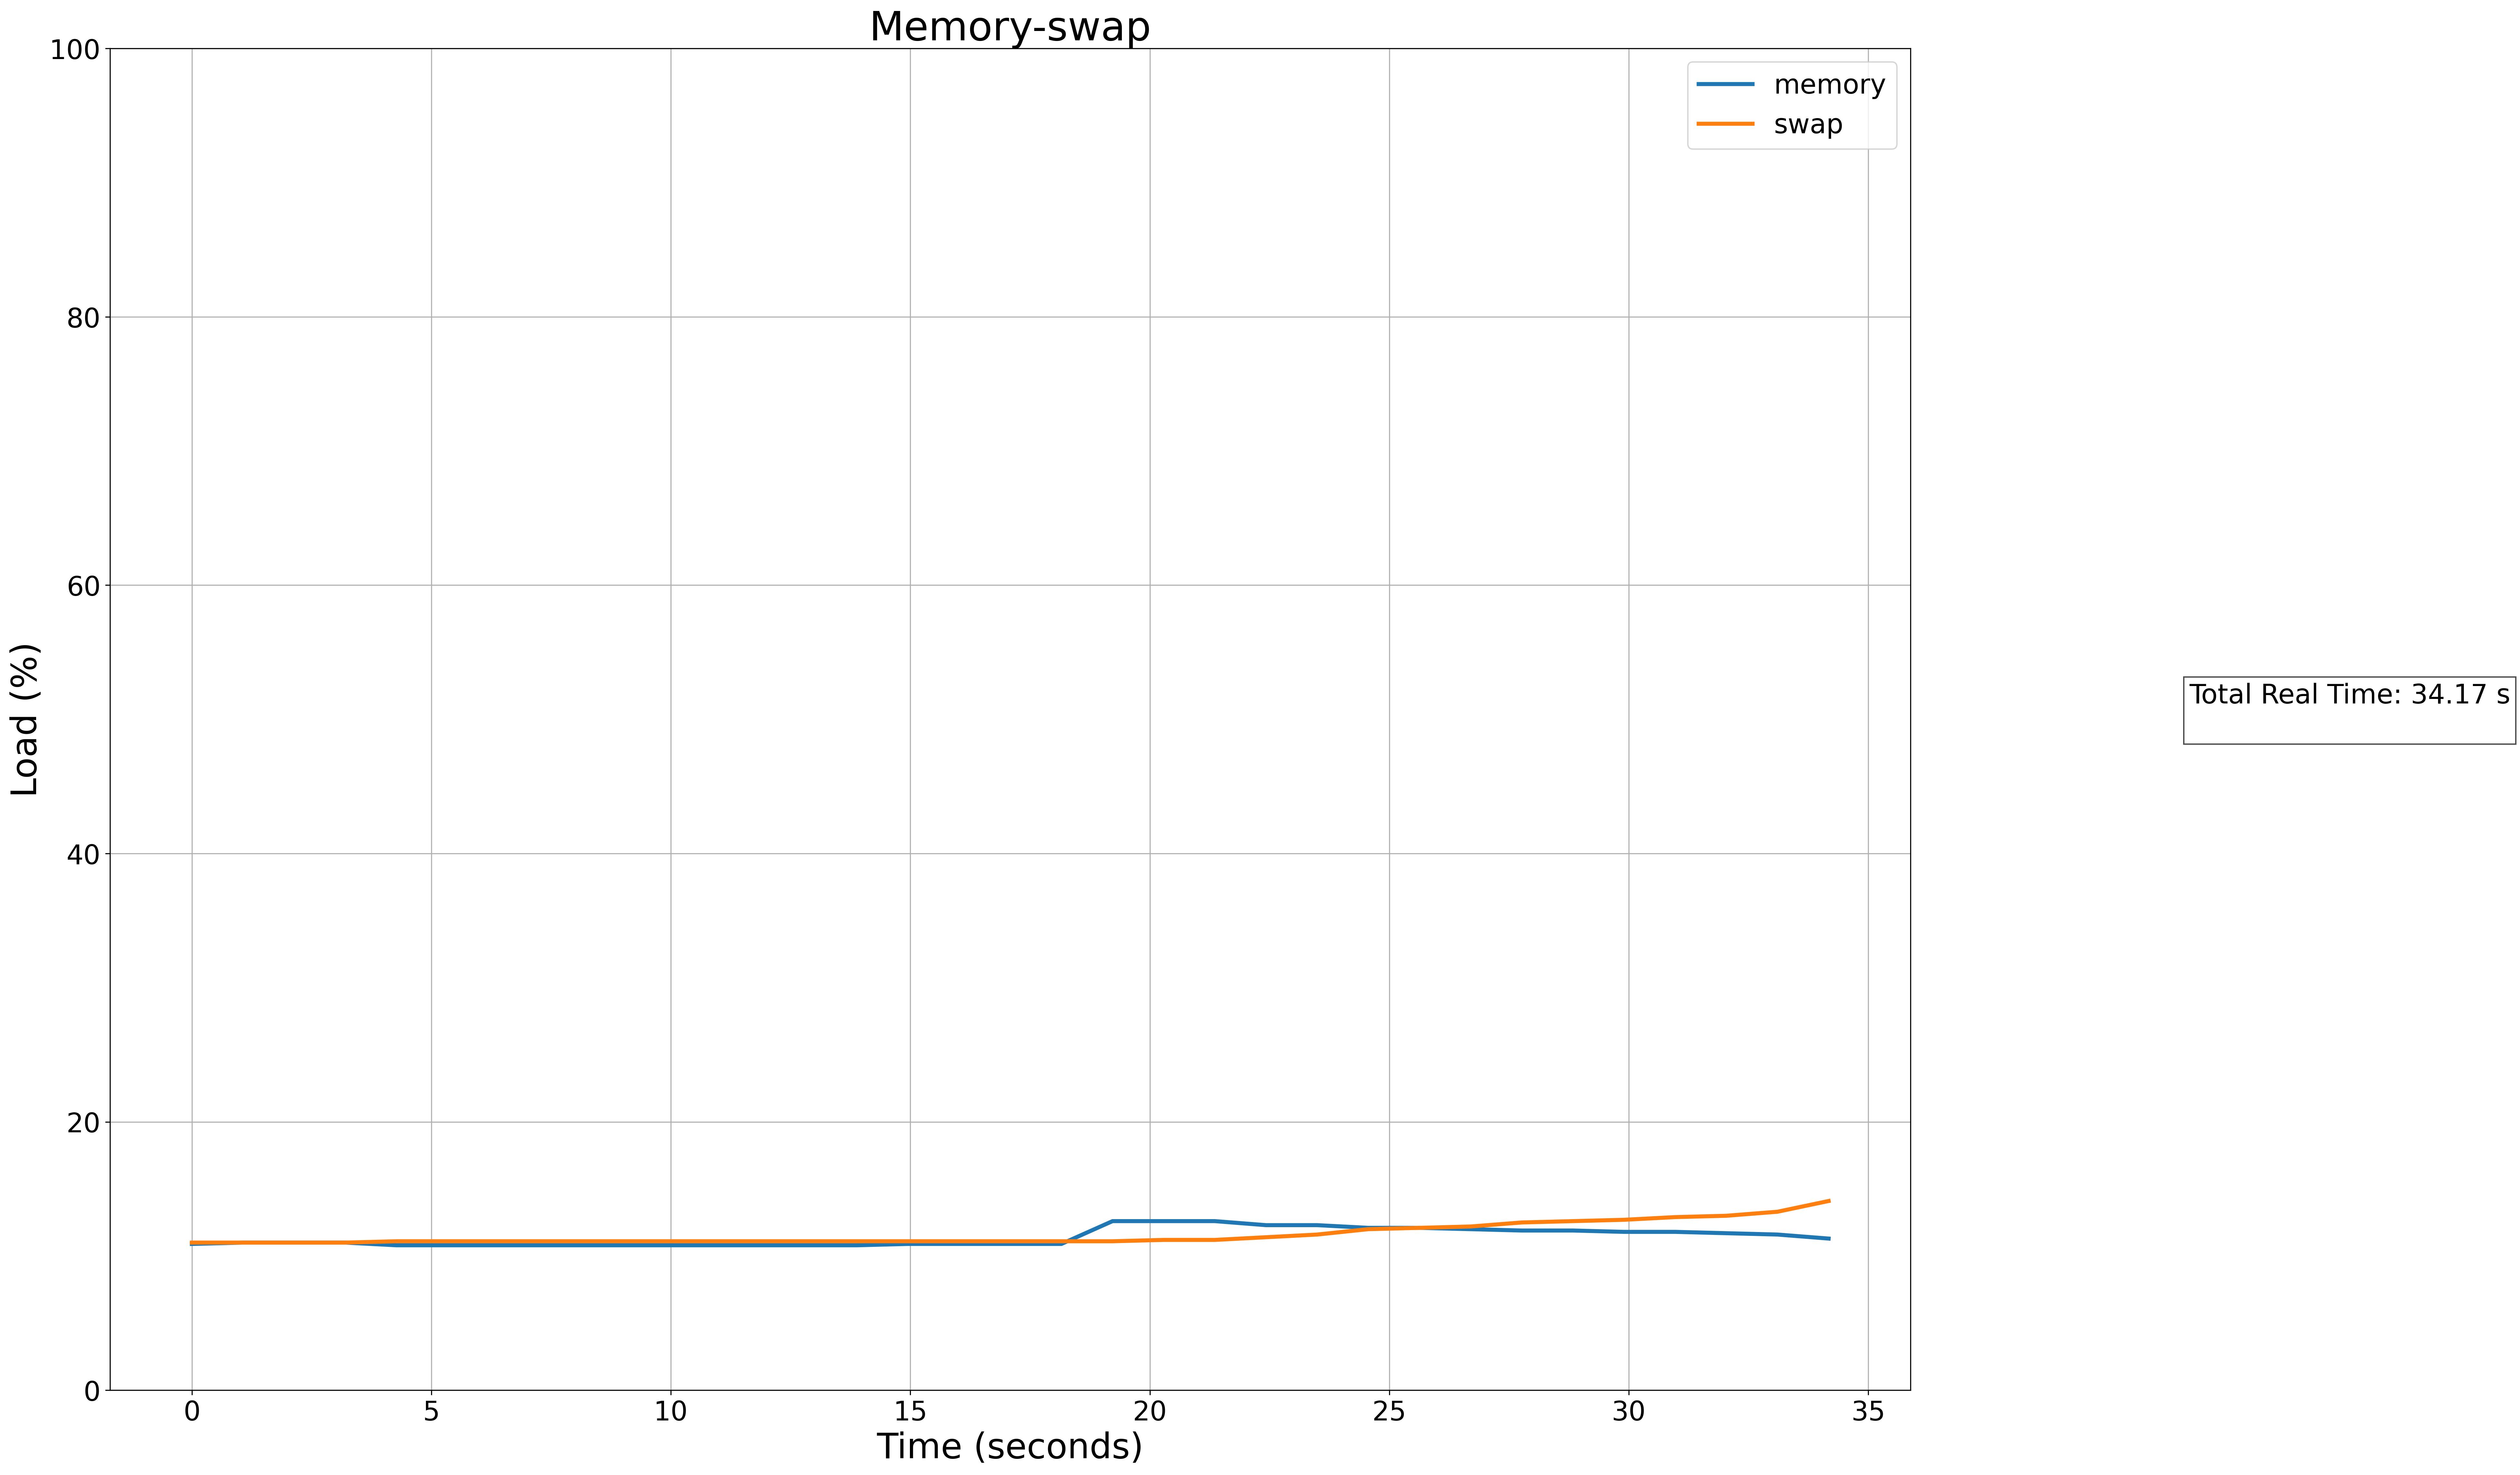 Memory-swap
100
80
60
40
20
0
Load (%)
memory
swap
Total Real Time: 34.17 s
0 5 10 15 20 25 30 35
Time (seconds)